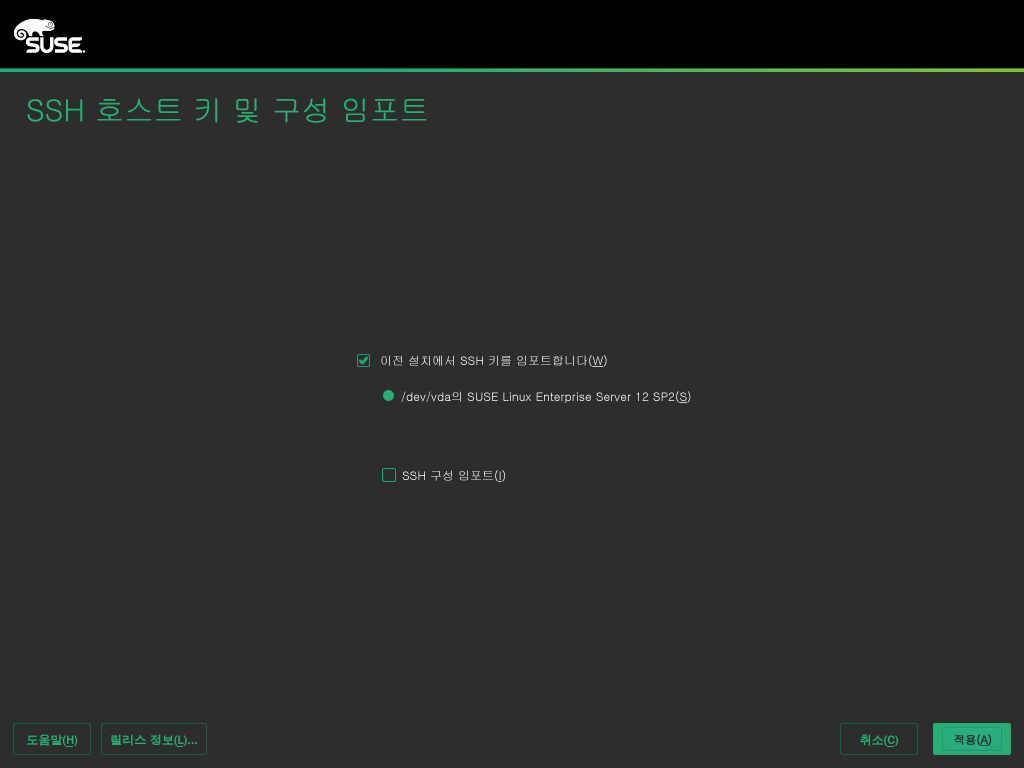 SUSE.
SSH 호스트 키 및 구성 임포트
이전 설치에서 SSH 키를 임포트합니다(W)
/dev/vda의 SUSE Linux Enterprise Server 12 SP2(S)
SSH 구성 임포트(I)
도움말(H) 릴리스 정보(L)... 취소(C) 적용(A)